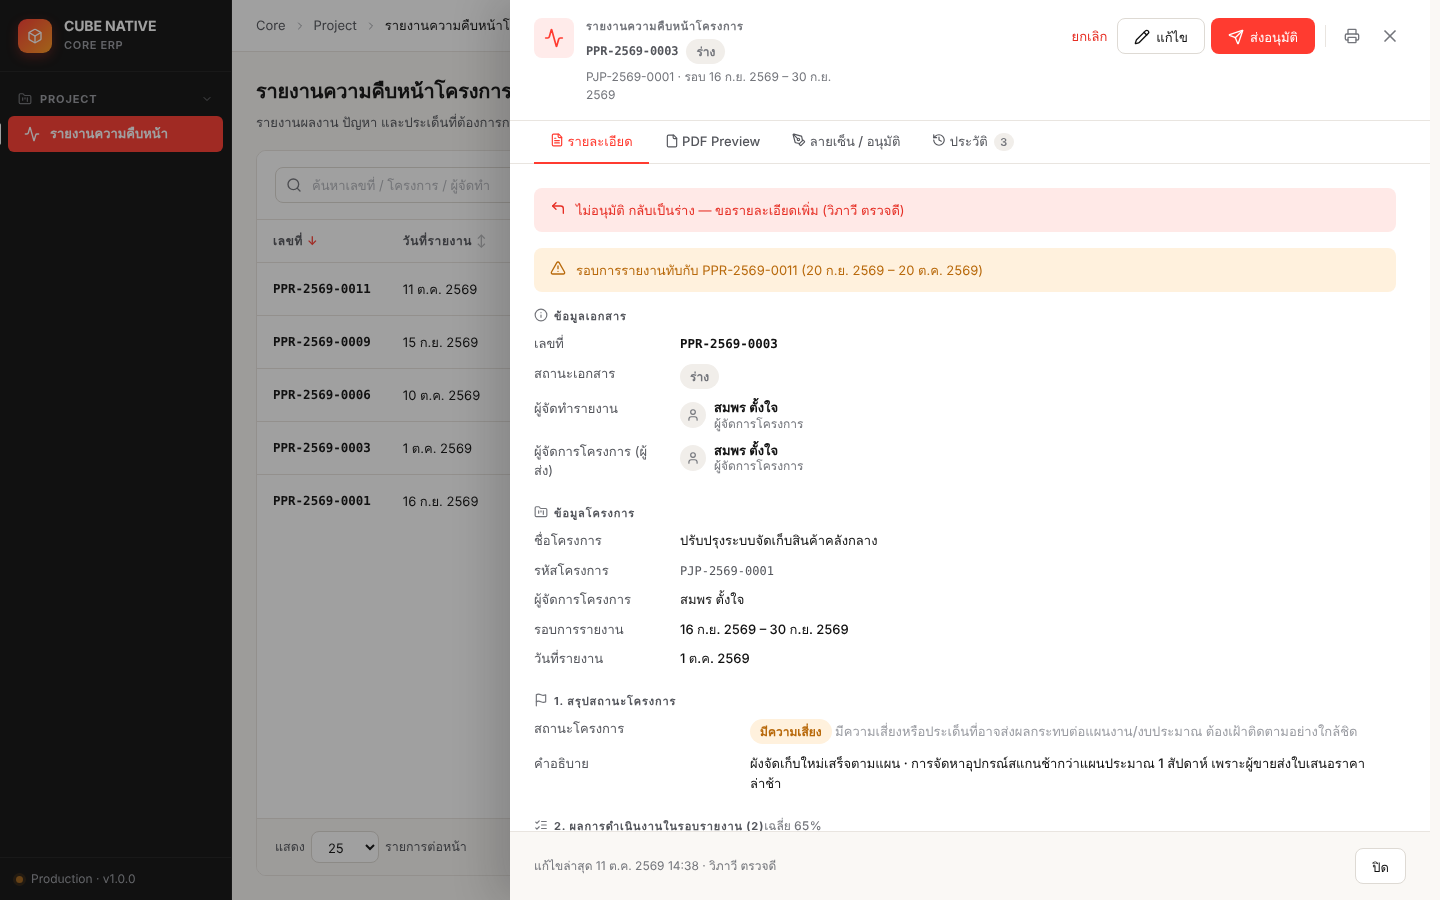 CUBE NATIVE
CORE ERP
PROJECT
รายงานความคืบหน้า
Production · v1.0.0
Core > Project > รายงานความคืบหน้าโ
รายงานความคืบหน้าโครงการ
รายงานผลงาน ปัญหา และประเด็นที่ต้องการก
ค้นหาเลขที่ / โครงการ / ผู้จัดทำ
เลขที่ วันที่รายงาน
PPR-2569-0011 11 ต.ค. 2569
PPR-2569-0009 15 ก.ย. 2569
PPR-2569-0006 10 ต.ค. 2569
PPR-2569-0003 1 ต.ค. 2569
PPR-2569-0001 16 ก.ย. 2569
แสดง 25 รายการต่อหน้า
รายงานความคืบหน้าโครงการ
PPR-2569-0003 ร่าง
PJP-2569-0001 · รอบ 16 ก.ย. 2569 – 30 ก.ย.
2569
ยกเลิก แก้ไข ส่งอนุมัติ
รายละเอียด PDF Preview ลายเซ็น / อนุมัติ ประวัติ 3
ไม่อนุมัติ กลับเป็นร่าง — ขอรายละเอียดเพิ่ม (วิภาวี ตรวจดี)
รอบการรายงานทับกับ PPR-2569-0011 (20 ก.ย. 2569 – 20 ต.ค. 2569)
ข้อมูลเอกสาร
เลขที่ PPR-2569-0003
สถานะเอกสาร ร่าง
ผู้จัดทำรายงาน สมพร ตั้งใจ
ผู้จัดการโครงการ
ผู้จัดการโครงการ (ผู้
ส่ง) สมพร ตั้งใจ
ผู้จัดการโครงการ
ข้อมูลโครงการ
ชื่อโครงการ ปรับปรุงระบบจัดเก็บสินค้าคลังกลาง
รหัสโครงการ PJP-2569-0001
ผู้จัดการโครงการ สมพร ตั้งใจ
รอบการรายงาน 16 ก.ย. 2569 – 30 ก.ย. 2569
วันที่รายงาน 1 ต.ค. 2569
1. สรุปสถานะโครงการ
สถานะโครงการ มีความเสี่ยง มีความเสี่ยงหรือประเด็นที่อาจส่งผลกระทบต่อแผนงาน/งบประมาณ ต้องเฝ้าติดตามอย่างใกล้ชิด
คำอธิบาย ผังจัดเก็บใหม่เสร็จตามแผน · การจัดหาอุปกรณ์สแกนช้ากว่าแผนประมาณ 1 สัปดาห์ เพราะผู้ขายส่งใบเสนอราคา
ล่าช้า
2. ผลการดำเนินงานในรอบรายงาน (2)เฉลี่ย 65%
แก้ไขล่าสุด 11 ต.ค. 2569 14:38 · วิภาวี ตรวจดี
ปิด